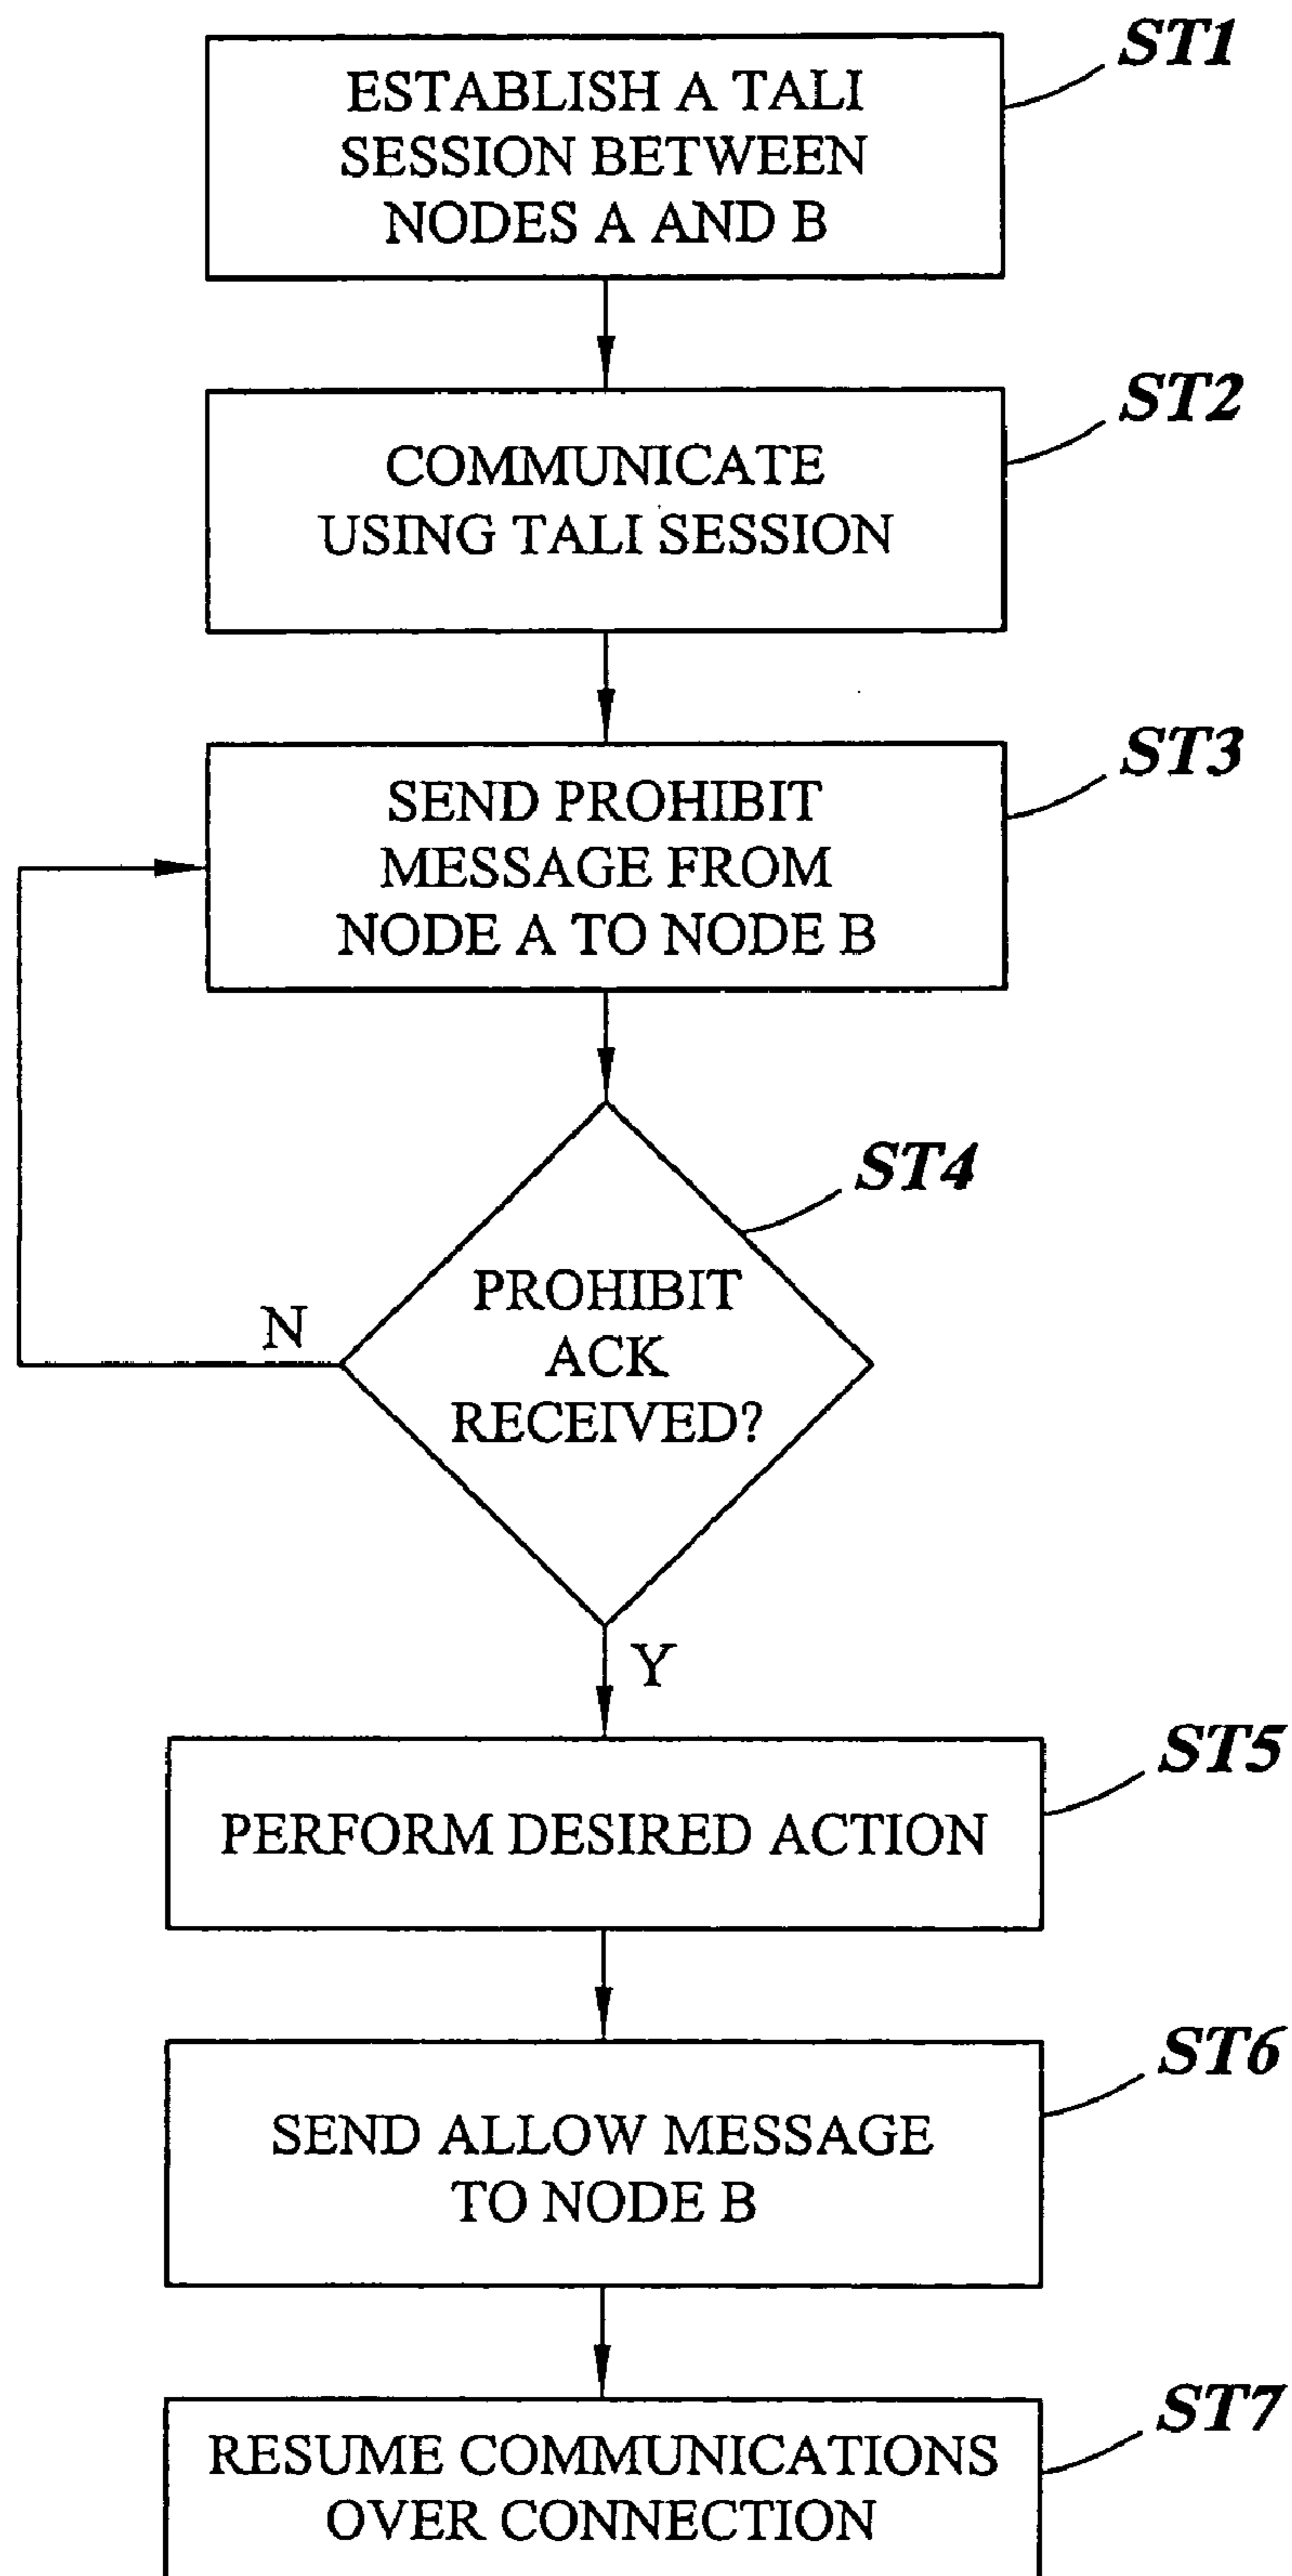 ST1
ESTABLISH A TALI
SESSION BETWEEN
NODES A AND B
ST2
COMMUNICATE
USING TALI SESSION
ST3
SEND PROHIBIT
MESSAGE FROM
NODE A TO NODE B
ST4
PROHIBIT
ACK
RECEIVED?
N
Y
ST5
PERFORM DESIRED ACTION
ST6
SEND ALLOW MESSAGE
TO NODE B
ST7
RESUME COMMUNICATIONS
OVER CONNECTION